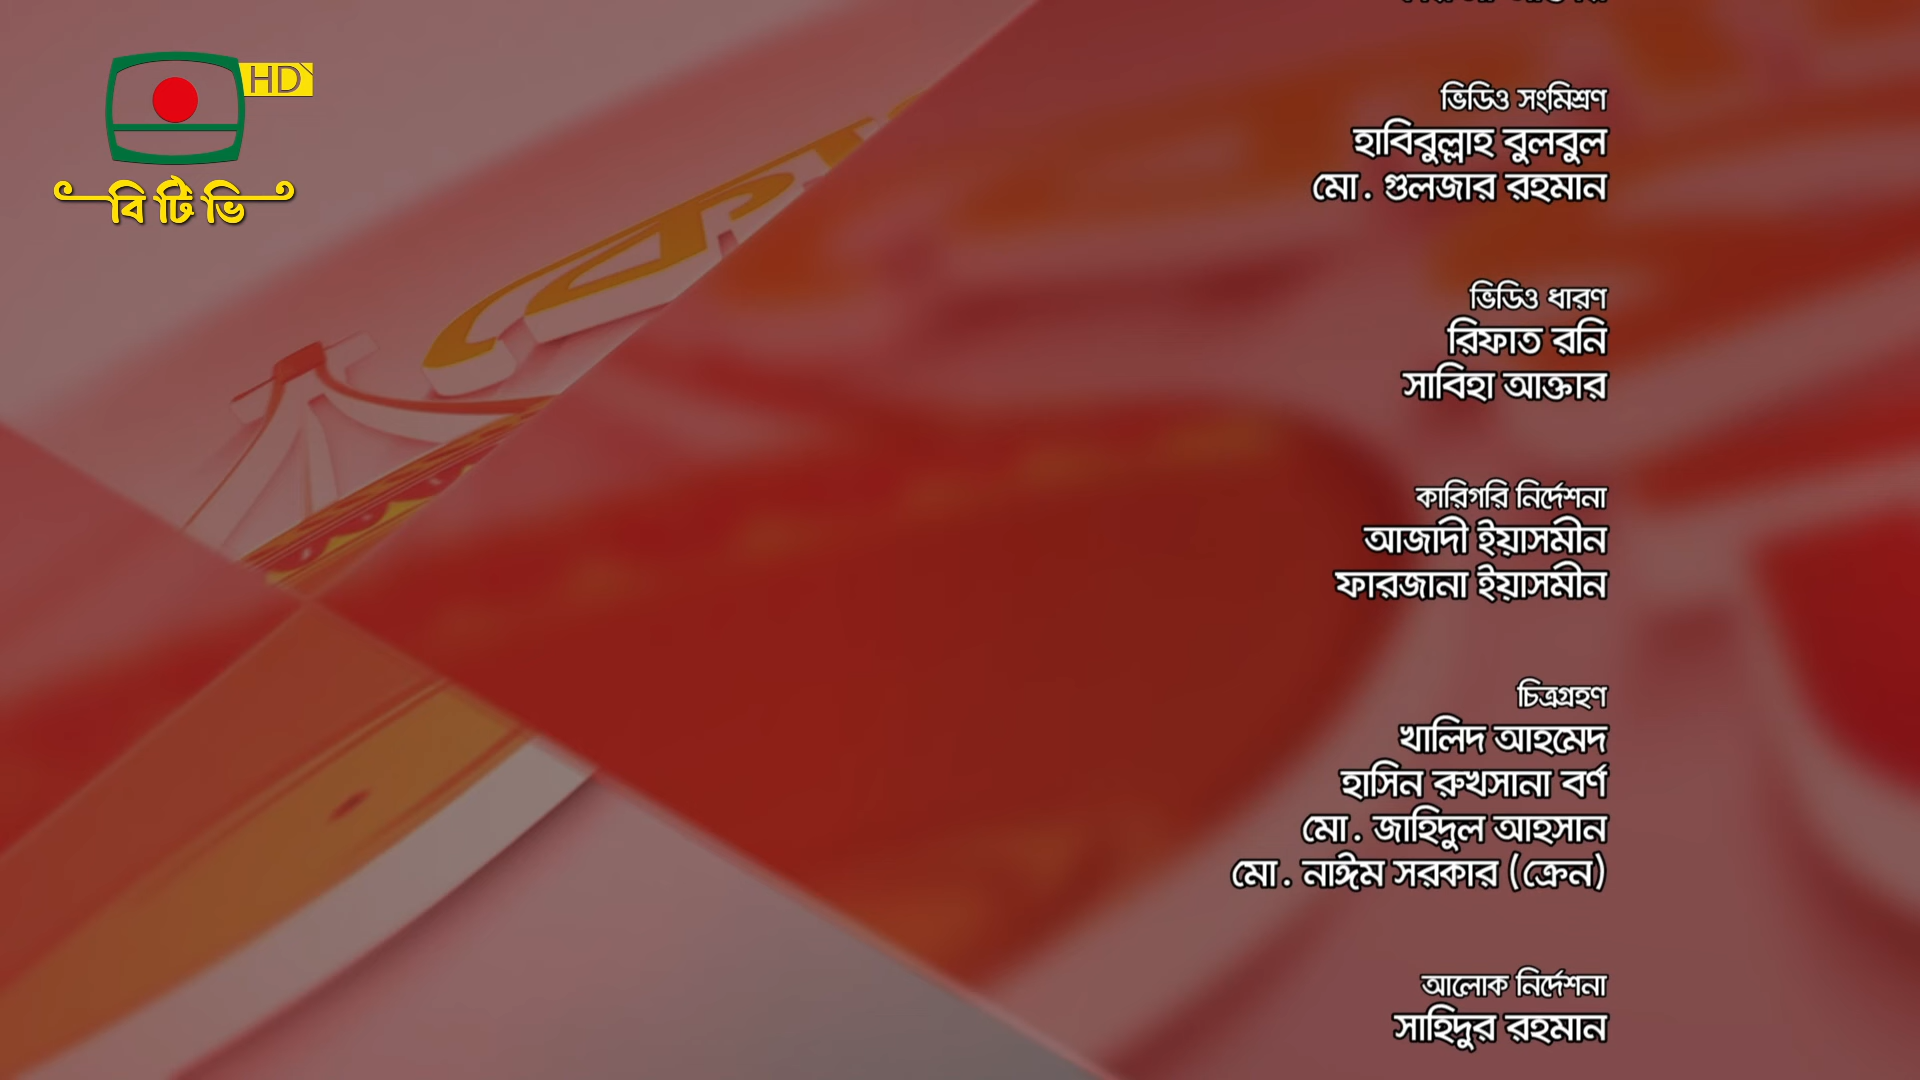 HD
বিটিভি
ভিডিও সংমিশ্রণ
হাবিবুল্লাহ বুলবুল
মো. গুলজার রহমান
ভিডিও ধারণ
রিফাত রনি
সাবিহা আক্তার
কারিগরি নির্দেশনা
আজাদী ইয়াসমীন
ফারজানা ইয়াসমীন
চিত্রগ্রহণ
খালিদ আহমেদ
হাসিন রুখসানা বর্ণ
মো. জাহিদুল আহসান
মো. নাঈম সরকার (ক্রেন)
আলোক নির্দেশনা
সাহিদুর রহমান